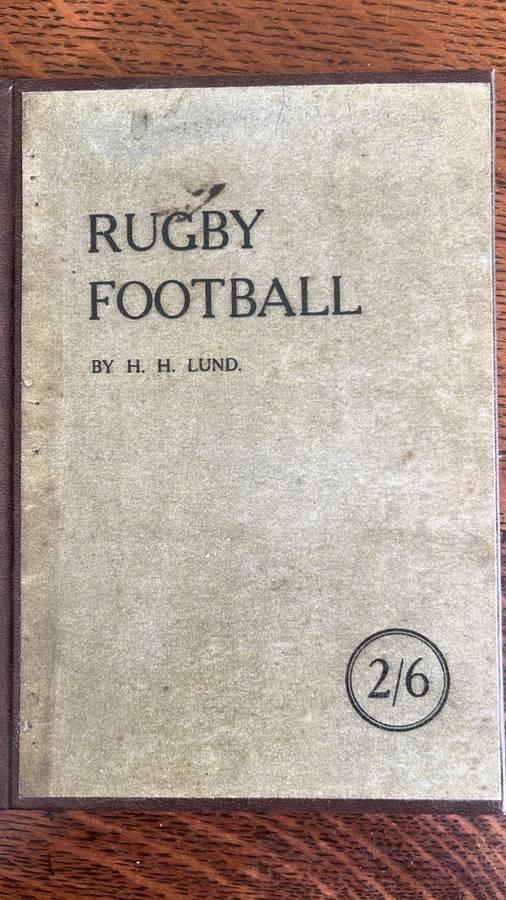 RUGBY
FOOTBALL
BY H. H. LUND.
2/6